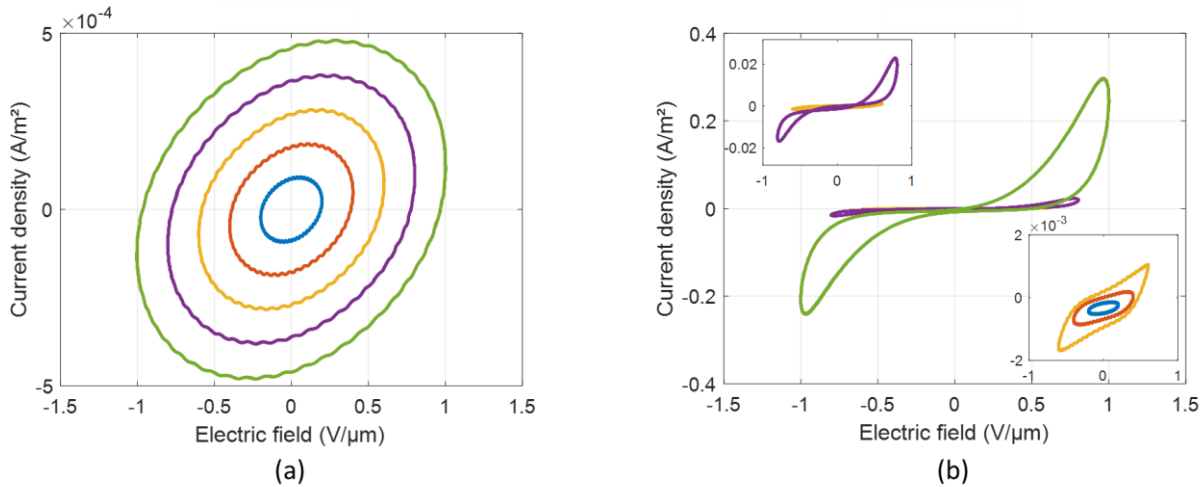 ×10⁻⁴
5
0
-5
Current density (A/m²)
-1.5 -1 -0.5 0 0.5 1 1.5
Electric field (V/μm)
(a)
0.4
0.2
0
-0.2
-0.4
Current density (A/m²)
0.02
0
-0.02
-1 0 1
×10⁻³
2
0
-2
-1 0 1
-1.5 -1 -0.5 0 0.5 1 1.5
Electric field (V/μm)
(b)